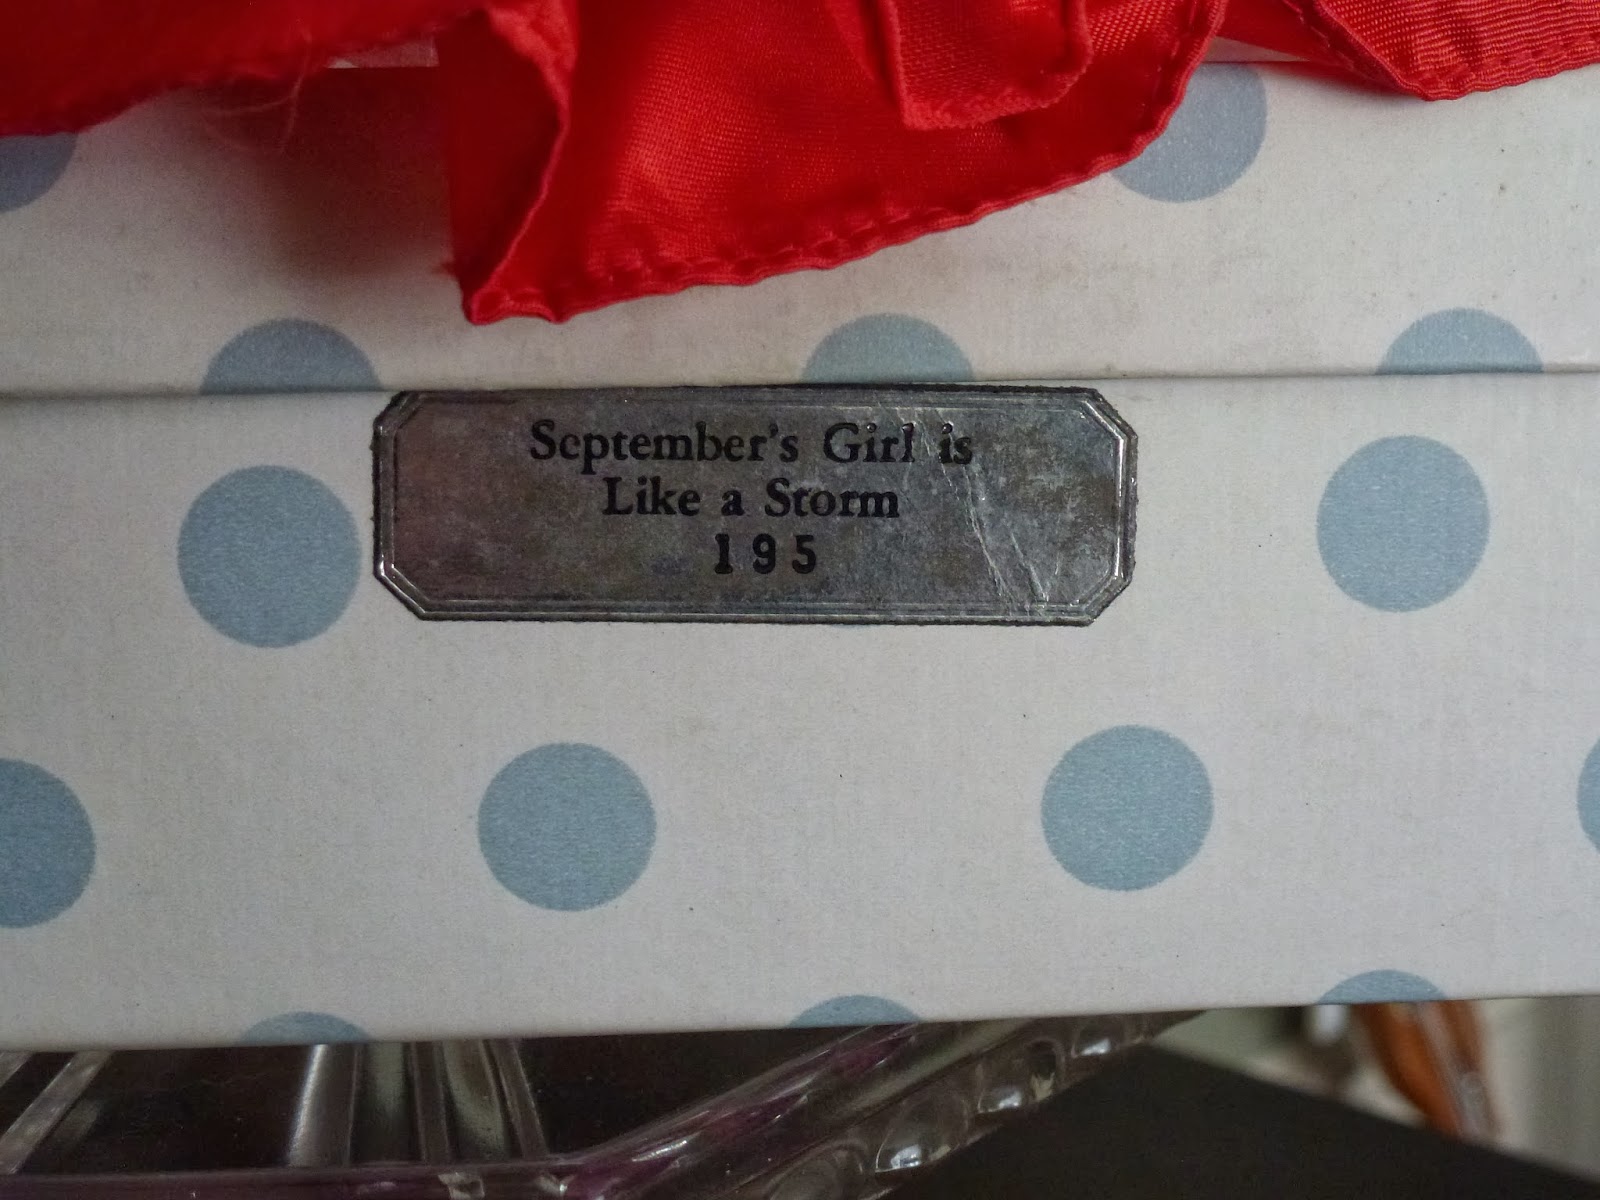 September's Girl is
Like a Storm
195